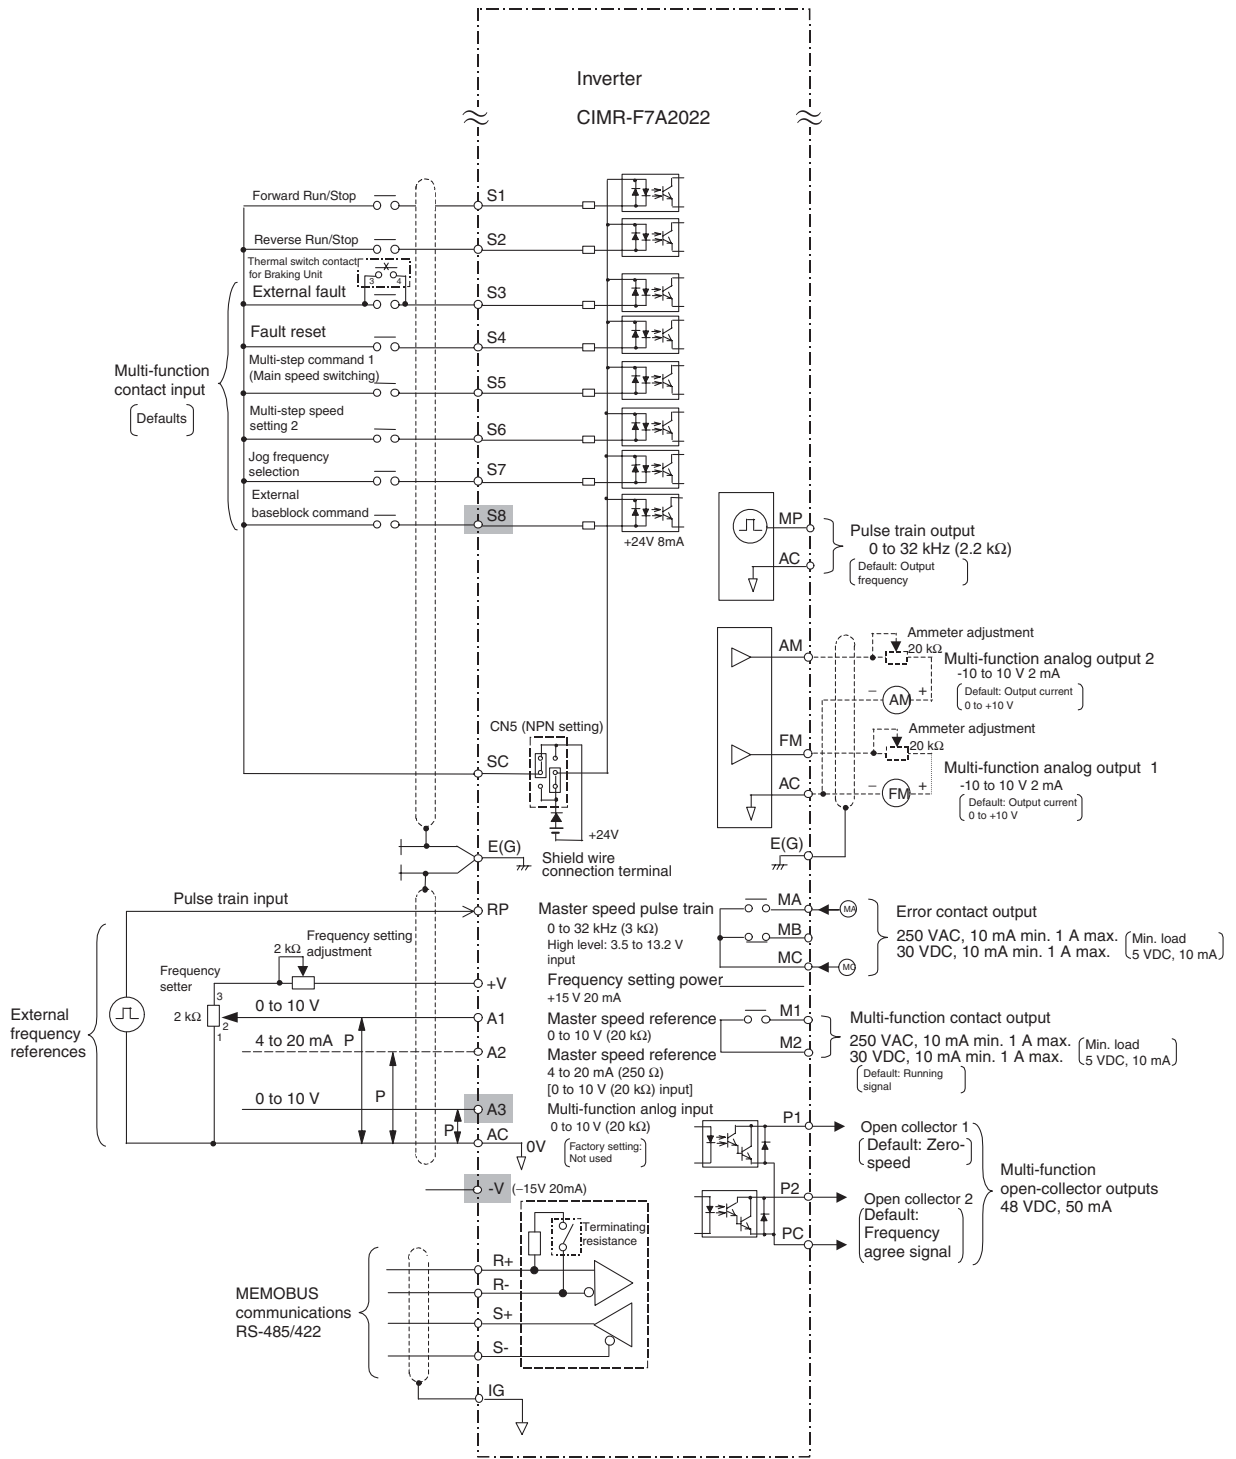 Inverter
CIMR-F7A2022
Forward Run/Stop
S1
Reverse Run/Stop
S2
Thermal switch contact
for Braking Unit
3 4
External fault
S3
Fault reset
S4
Multi-step command 1
(Main speed switching)
S5
Multi-step speed
setting 2
S6
Jog frequency
selection
S7
External
baseblock command
S8
+24V 8mA
Multi-function
contact input
Defaults
MP
AC
Pulse train output
0 to 32 kHz (2.2 kΩ)
Default: Output
frequency
AM
Ammeter adjustment
20 kΩ
Multi-function analog output 2
-10 to 10 V 2 mA
Default: Output current
0 to +10 V
− AM +
FM
Ammeter adjustment
20 kΩ
Multi-function analog output 1
-10 to 10 V 2 mA
Default: Output current
0 to +10 V
AC
− FM +
E(G)
CN5 (NPN setting)
SC
+24V
E(G)
Shield wire
connection terminal
Pulse train input
RP
Master speed pulse train
0 to 32 kHz (3 kΩ)
High level: 3.5 to 13.2 V
input
Frequency setting
adjustment
2 kΩ
Frequency
setter
+V
Frequency setting power
+15 V 20 mA
3
2 kΩ
2
1
0 to 10 V
A1
Master speed reference
0 to 10 V (20 kΩ)
4 to 20 mA P
A2
Master speed reference
4 to 20 mA (250 Ω)
[0 to 10 V (20 kΩ) input]
P
0 to 10 V
A3
Multi-function anlog input
0 to 10 V (20 kΩ)
P
AC
0V
Factory setting:
Not used
-V (−15V 20mA)
External
frequency
references
MA
MA
MB
MC
MC
Error contact output
250 VAC, 10 mA min. 1 A max.
30 VDC, 10 mA min. 1 A max.
Min. load
5 VDC, 10 mA
M1
M2
Multi-function contact output
250 VAC, 10 mA min. 1 A max.
30 VDC, 10 mA min. 1 A max.
Min. load
5 VDC, 10 mA
Default: Running
signal
P1
Open collector 1
Default: Zero-
speed
P2
Open collector 2
Default:
Frequency
agree signal
PC
Multi-function
open-collector outputs
48 VDC, 50 mA
Terminating
resistance
R+
R-
S+
S-
IG
MEMOBUS
communications
RS-485/422